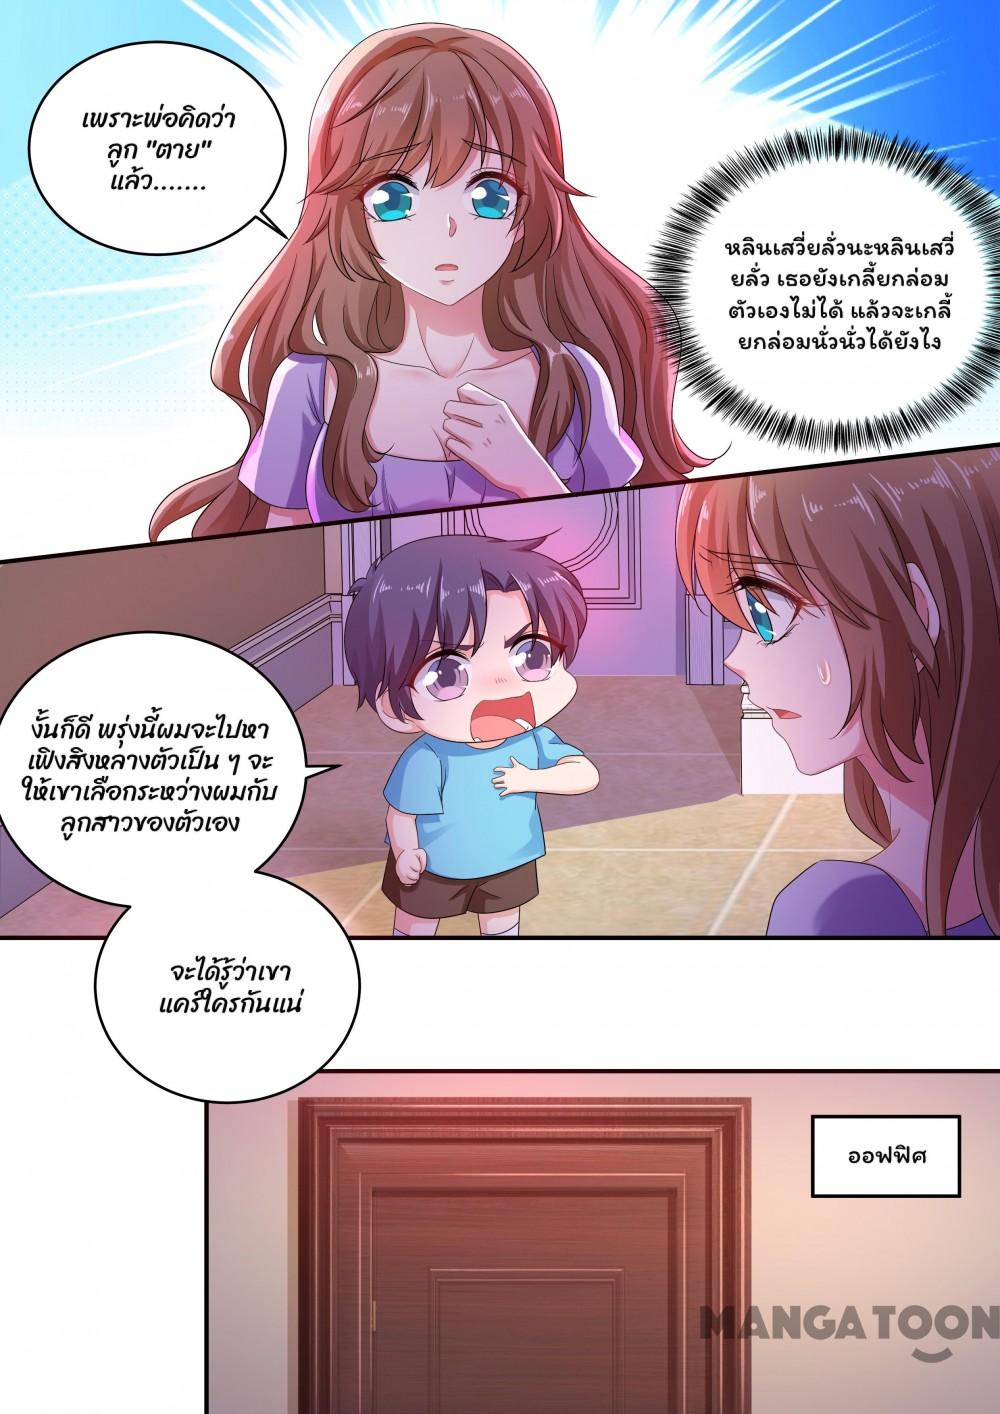 เพราะพ่อคิดว่า
ลูก "ตาย"
แล้ว.......
หลินเสวี่ยลั่วนะหลินเสวี่
ยลั่ว เธอยังเกลี้ยกล่อม
ตัวเองไม่ได้ แล้วจะเกลี้
ยกล่อมนั่วนั่วได้ยังไง
งั้นก็ดี พรุ่งนี้ผมจะไปหา
เฟิงสิงหลางตัวเป็น ๆ จะ
ให้เขาเลือกระหว่างผมกับ
ลูกสาวของตัวเอง
จะได้รู้ว่าเขา
แคร์ใครกันแน่
ออฟฟิศ
MANGATOON